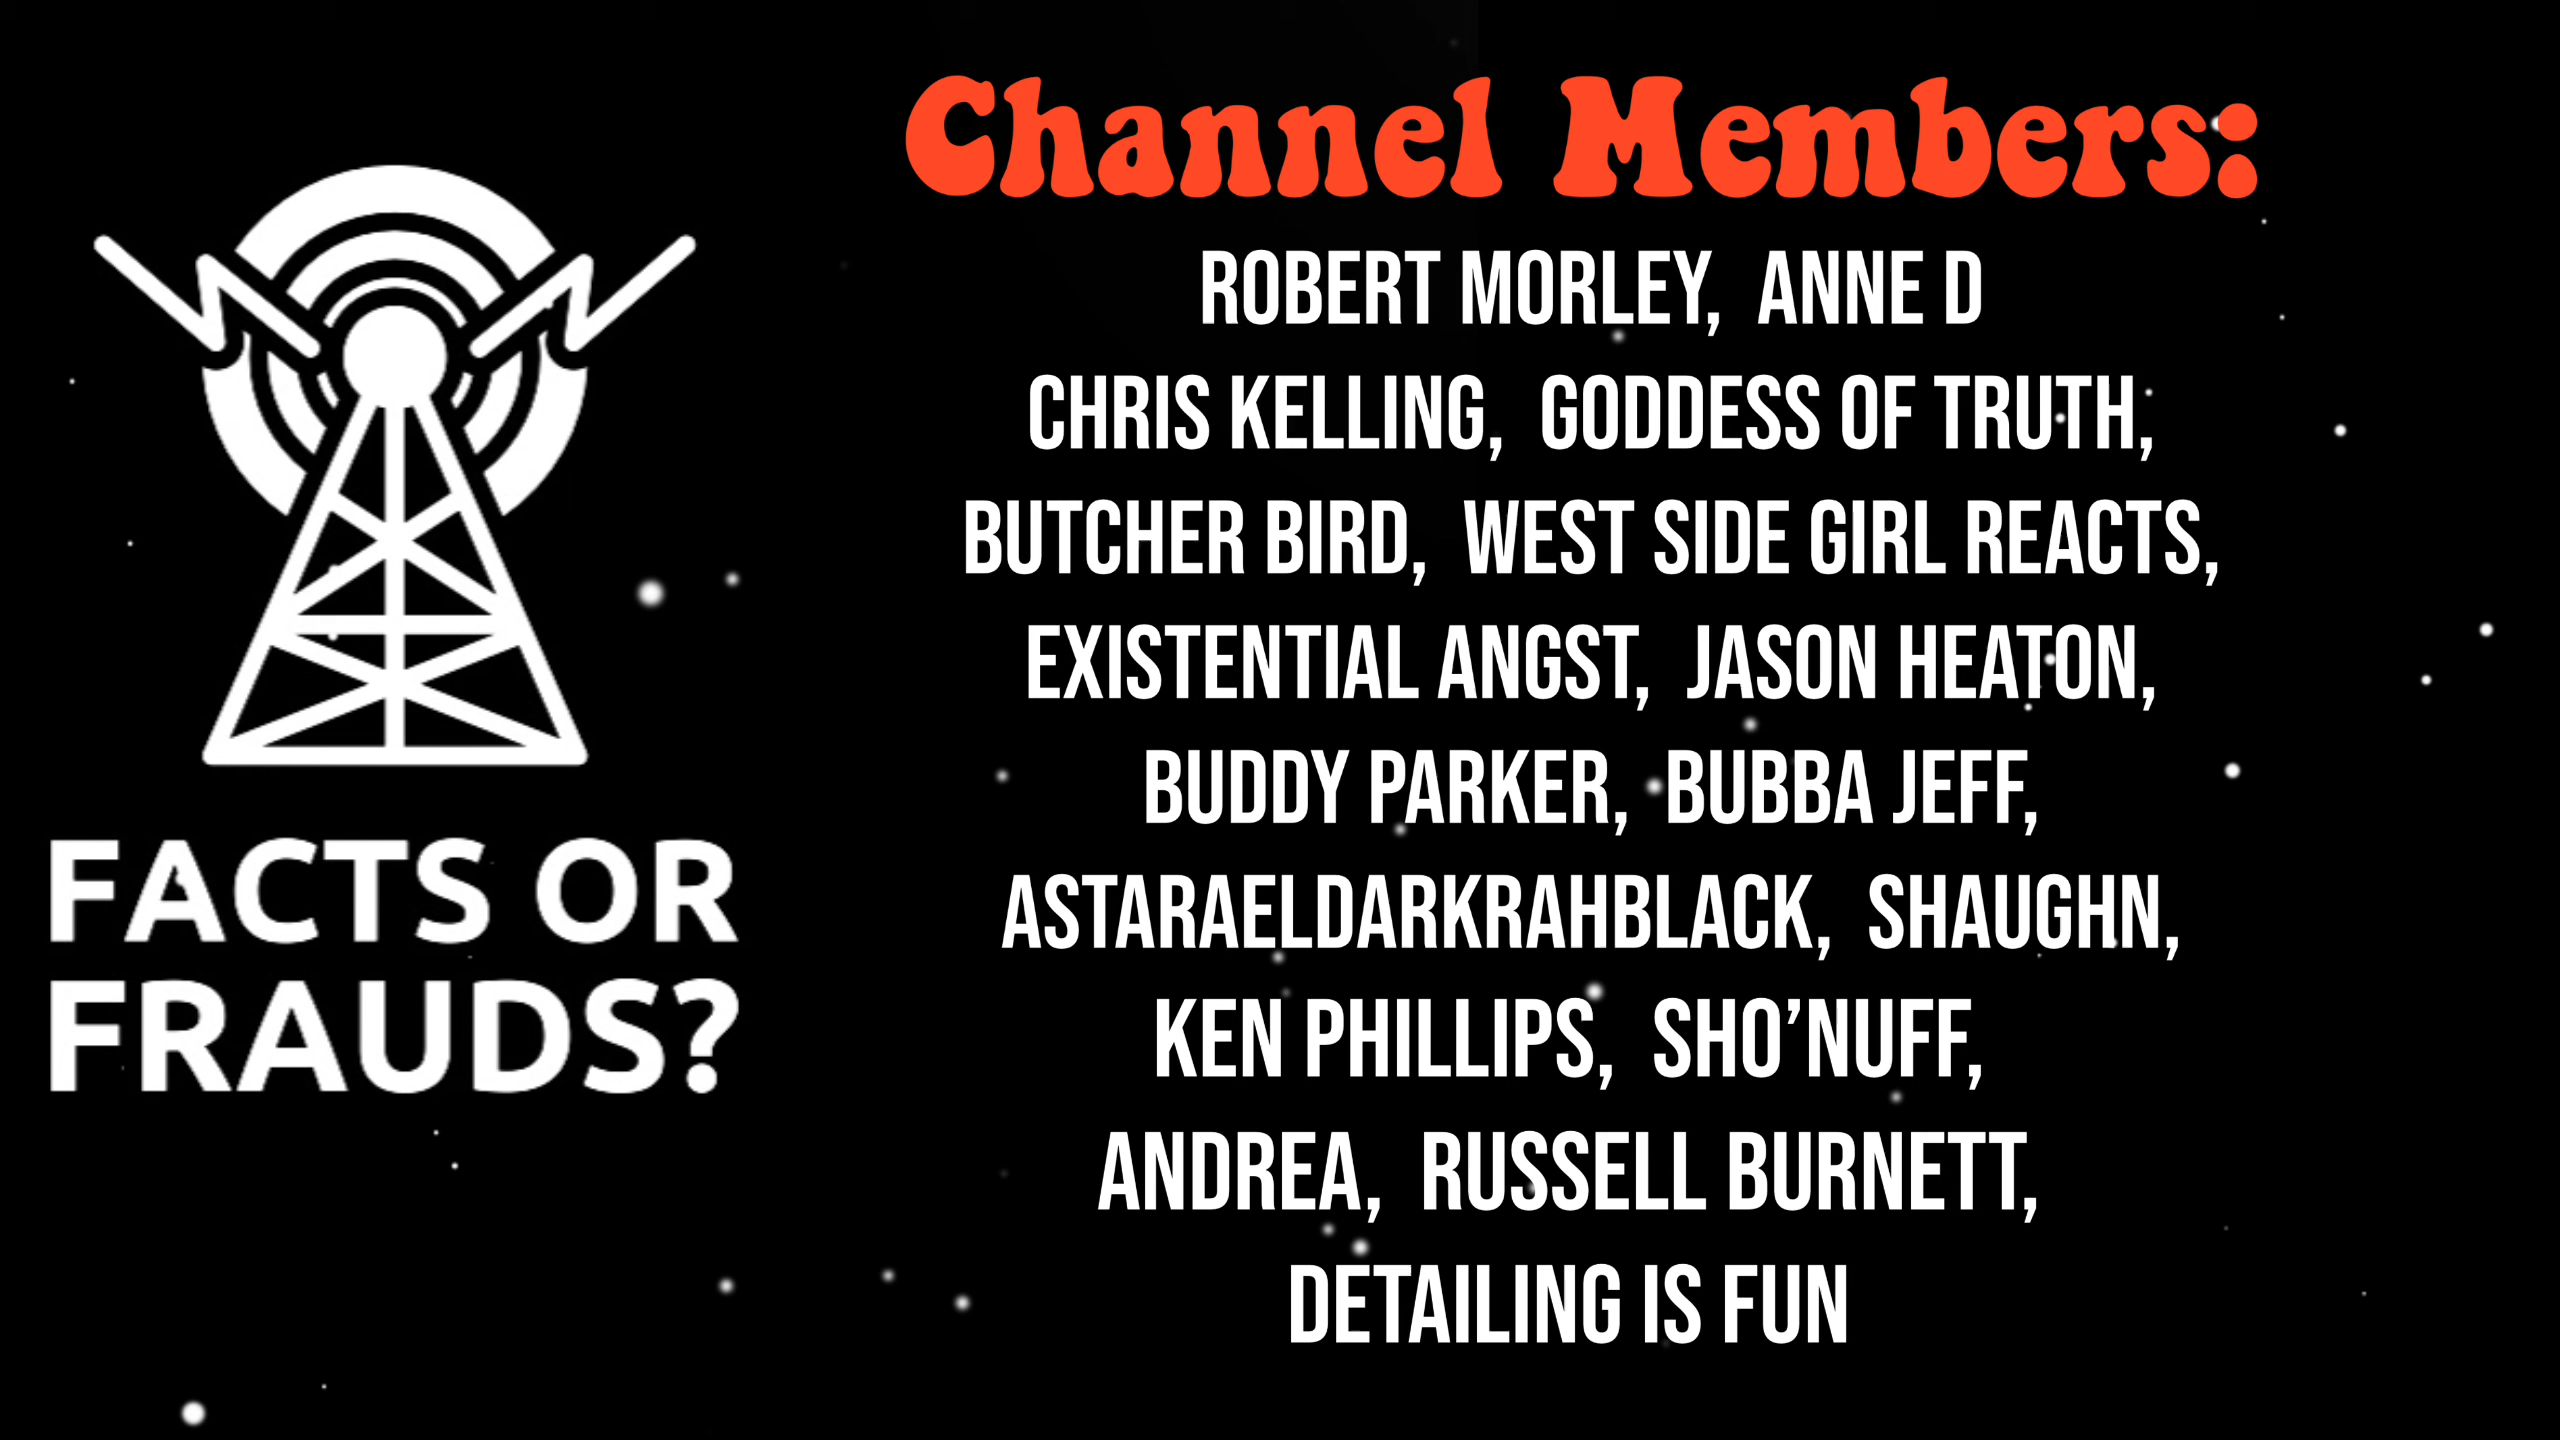 Channel Members:
ROBERT MORLEY, ANNE D
CHRIS KELLING, GODDESS OF TRUTH,
BUTCHER BIRD, WEST SIDE GIRL REACTS,
EXISTENTIAL ANGST, JASON HEATON,
BUDDY PARKER, BUBBA JEFF,
ASTARAELDARKRAHBLACK, SHAUGHN,
KEN PHILLIPS, SHO’NUFF,
ANDREA, RUSSELL BURNETT,
DETAILING IS FUN
FACTS OR
FRAUDS?